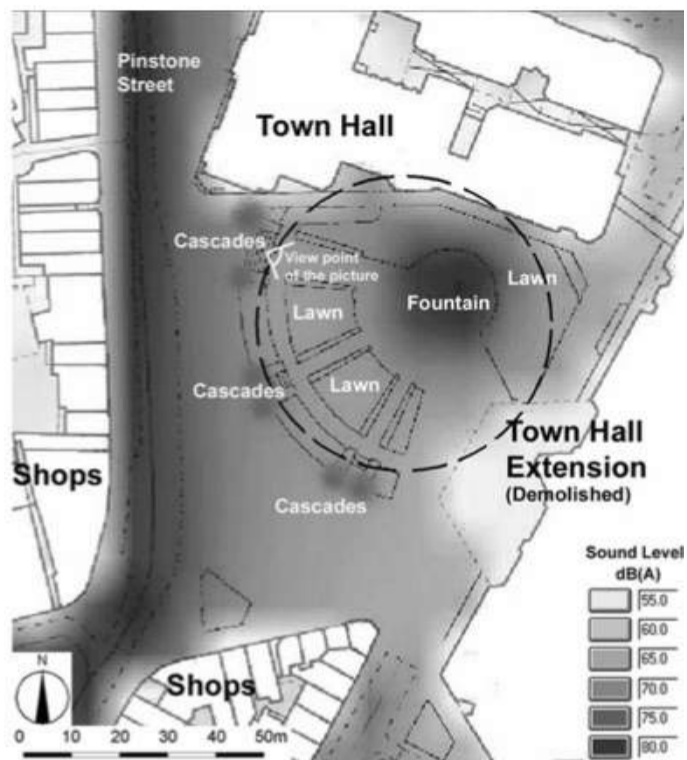 Pinstone
Street
Town Hall
Cascades
View point
of the picture
Lawn
Fountain
Lawn
Lawn
Cascades
Shops
Town Hall
Extension
(Demolished)
Cascades
Sound Level
dB(A)
55.0
60.0
65.0
70.0
75.0
80.0
N
Shops
0 10 20 30 40 50m